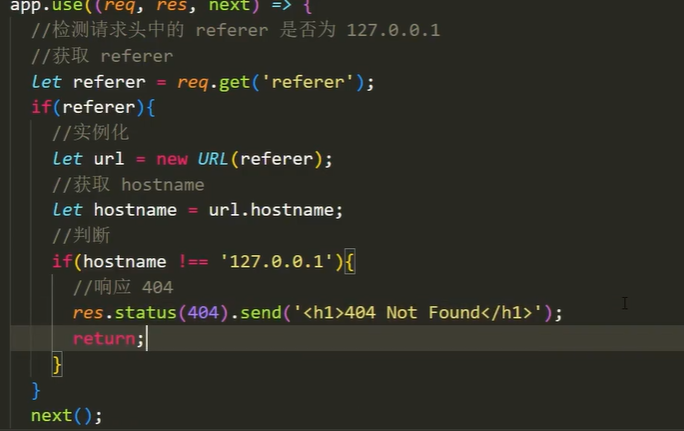 app.use((req, res, next) => {
  //检测请求头中的 referer 是否为 127.0.0.1
  //获取 referer
  let referer = req.get('referer');
  if(referer){
    //实例化
    let url = new URL(referer);
    //获取 hostname
    let hostname = url.hostname;
    //判断
    if(hostname !== '127.0.0.1'){
      //响应 404
      res.status(404).send('<h1>404 Not Found</h1>');
      return;
    }
  }
  next();